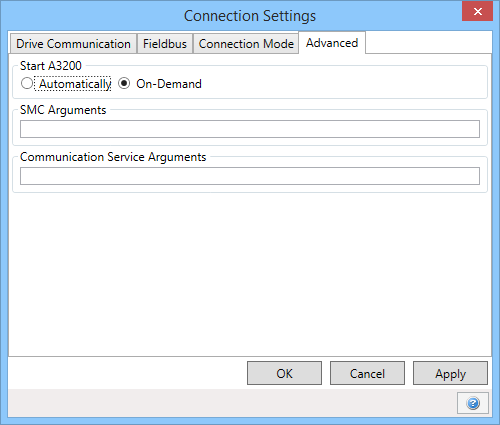 Connection Settings
Drive Communication Fieldbus Connection Mode Advanced
Start A3200
Automatically On-Demand
SMC Arguments
Communication Service Arguments
OK Cancel Apply
?